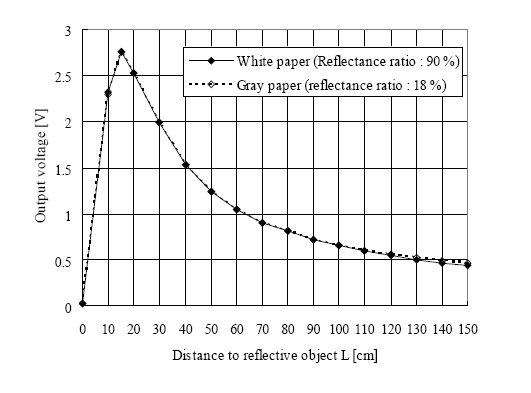 3
2.5
2
1.5
1
0.5
0
Output voltage [V]
White paper (Reflectance ratio : 90 %)
Gray paper (reflectance ratio : 18 %)
0 10 20 30 40 50 60 70 80 90 100 110 120 130 140 150
Distance to reflective object L [cm]